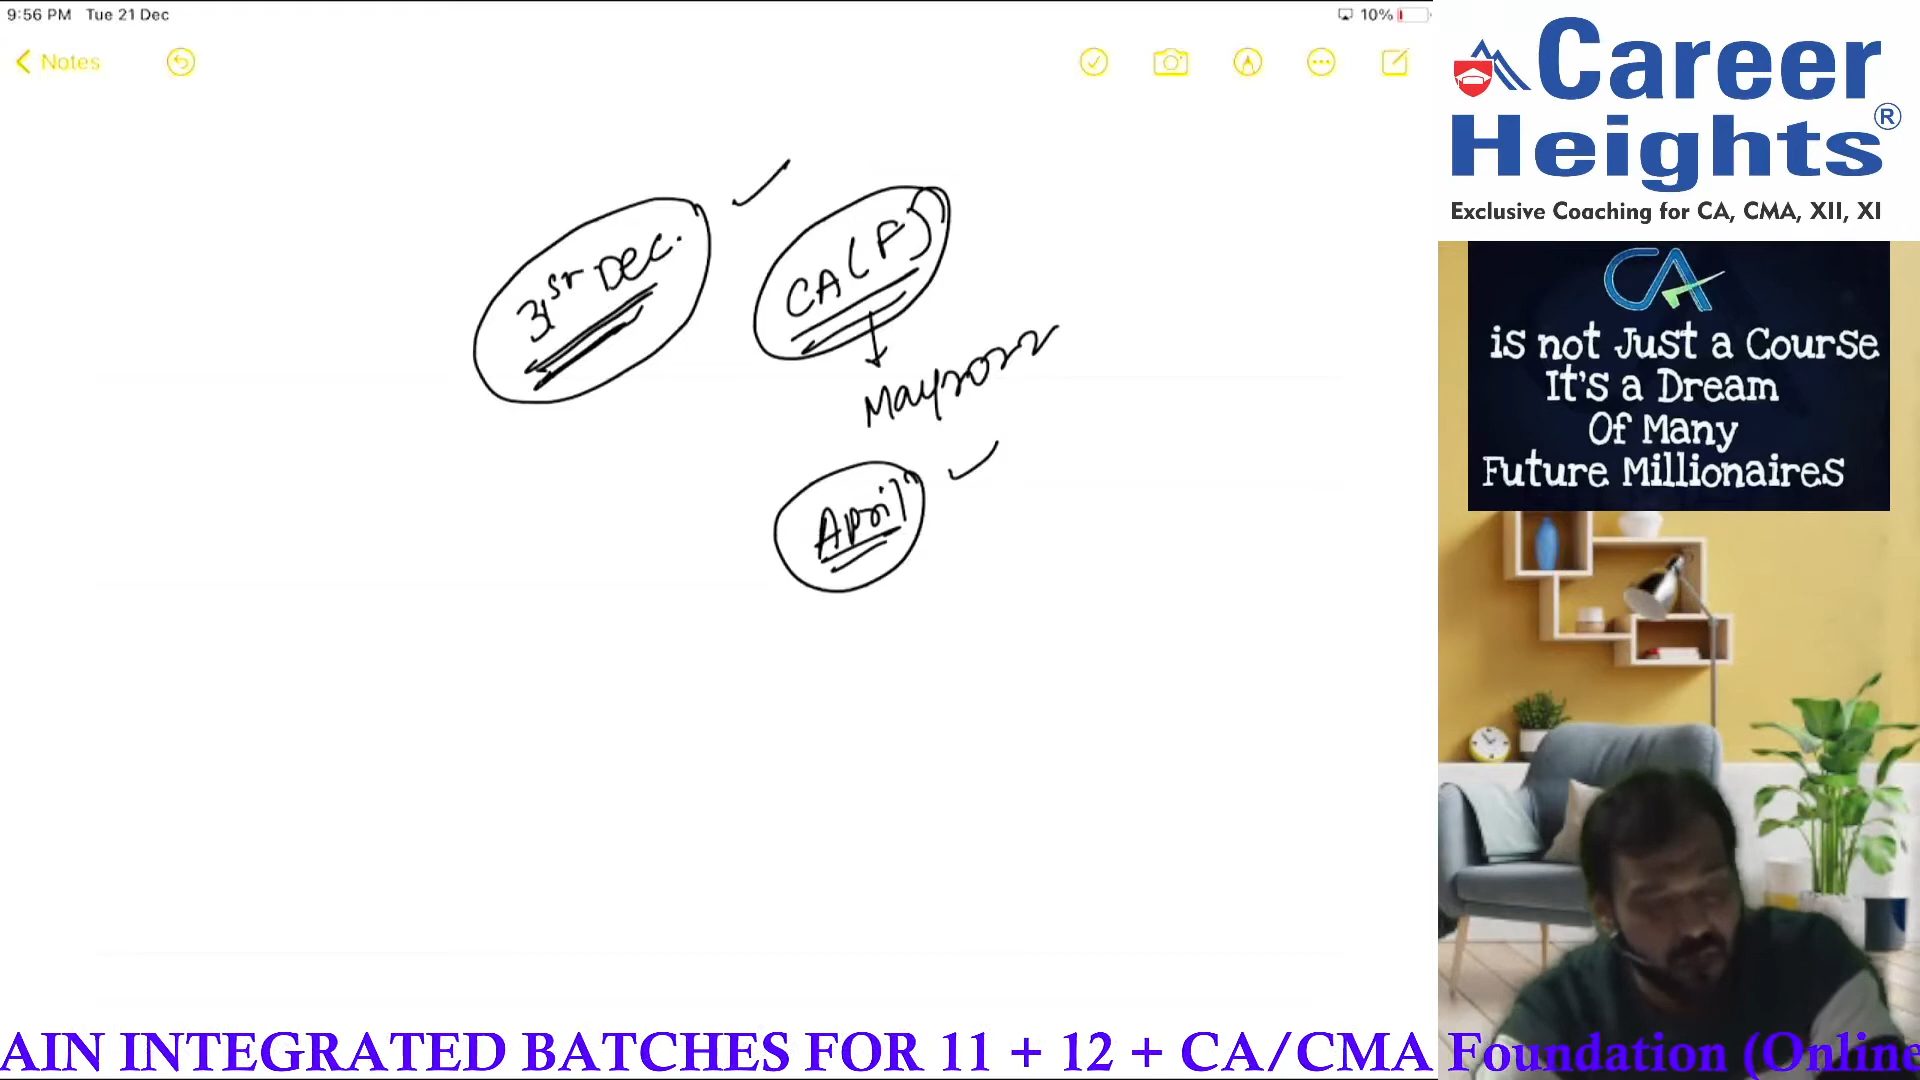 9:56 PM Tue 21 Dec
10%
Notes
31st Dec.
CA (F)
May 2022
April
Career
Heights®
Exclusive Coaching for CA, CMA, XII, XI
CA
is not Just a Course
It's a Dream
Of Many
Future Millionaires
AIN INTEGRATED BATCHES FOR 11 + 12 + CA/CMA Foundation (Online